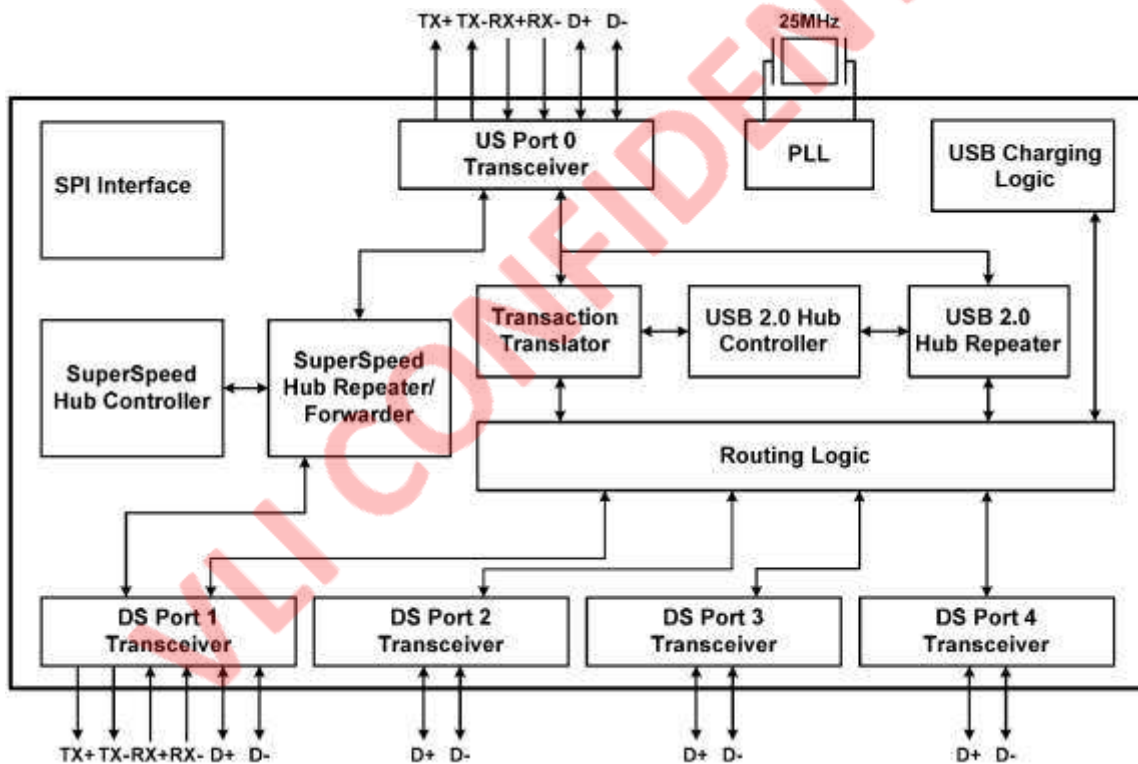 TX+ TX-RX+RX- D+ D-
25MHz
US Port 0
Transceiver
PLL
USB Charging
Logic
SPI Interface
Transaction
Translator
USB 2.0 Hub
Controller
USB 2.0
Hub Repeater
SuperSpeed
Hub Controller
SuperSpeed
Hub Repeater/
Forwarder
Routing Logic
DS Port 1
Transceiver
DS Port 2
Transceiver
DS Port 3
Transceiver
DS Port 4
Transceiver
TX+ TX-RX+RX- D+ D-
D+ D-
D+ D-
D+ D-
VLI CONFIDENT